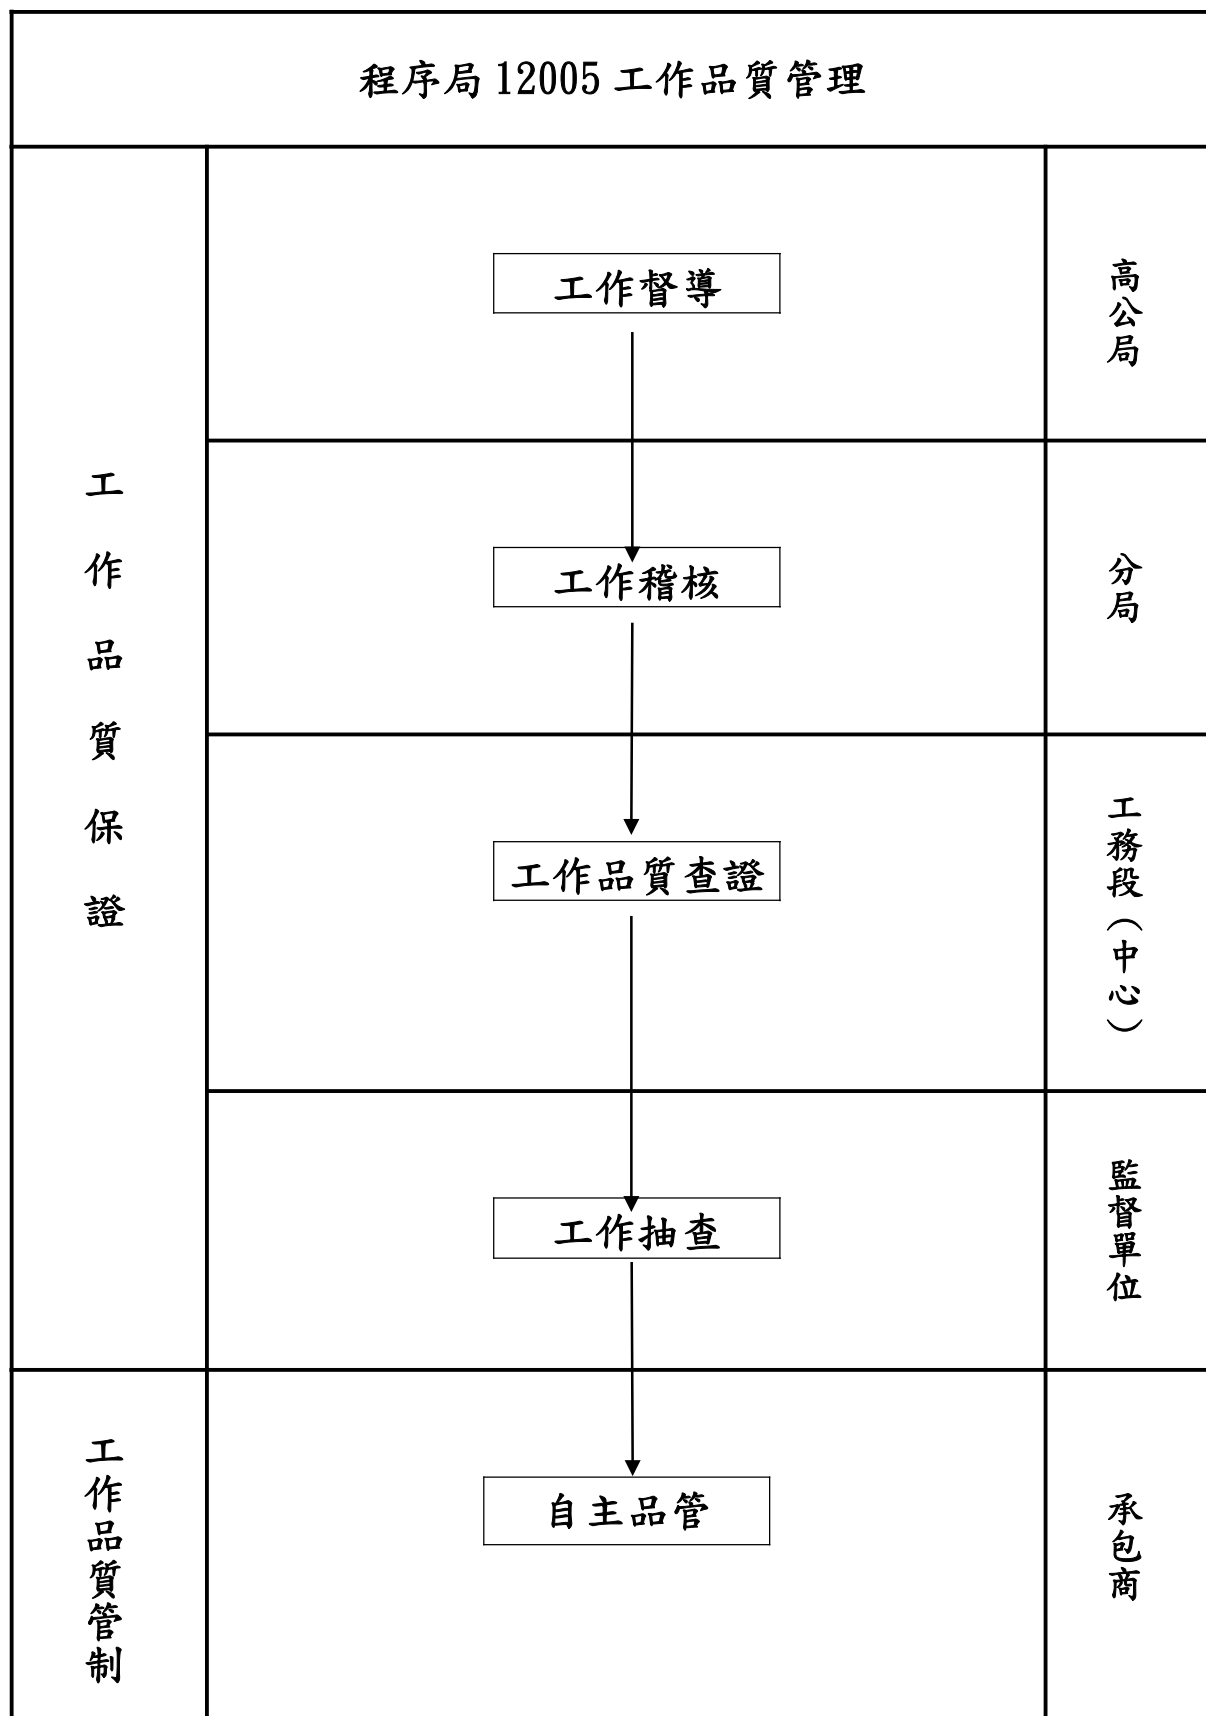 程序局 12005 工作品質管理
工作品質保證
工作督導
高公局
工作稽核
分局
工作品質查證
工務段（中心）
工作抽查
監督單位
工作品質管制
自主品管
承包商